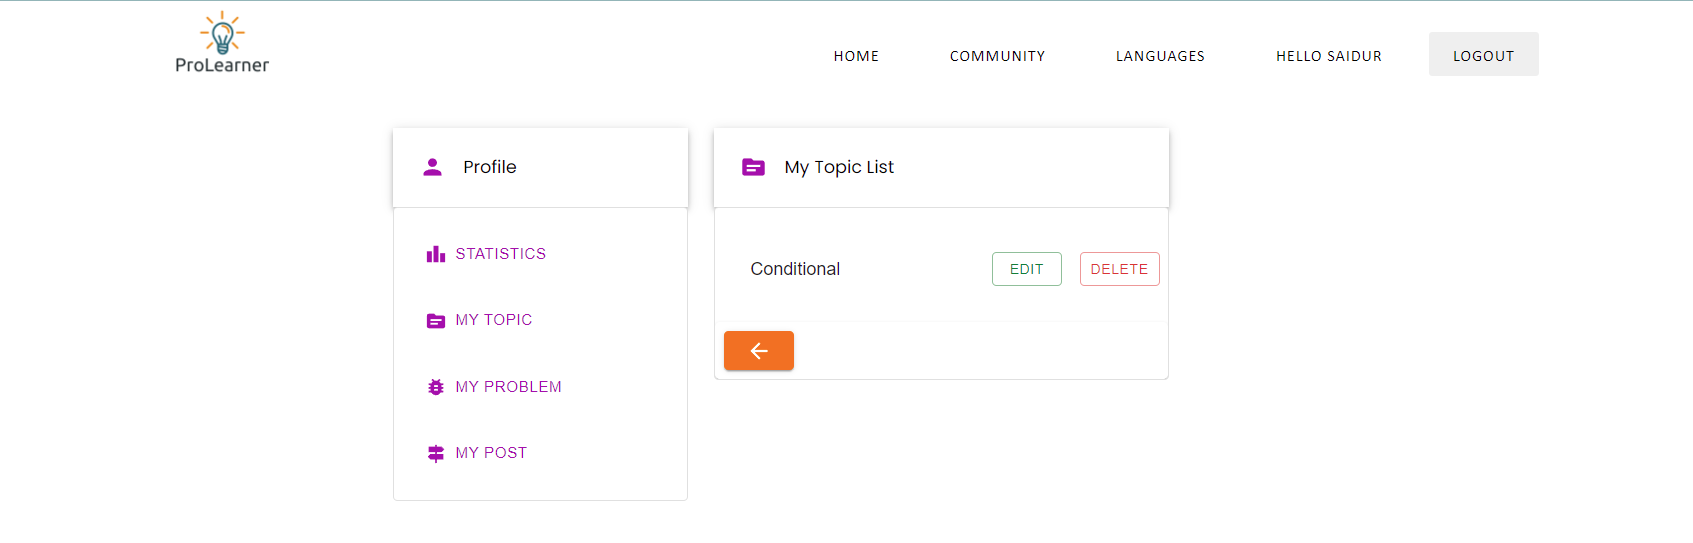 ProLearner
HOME
COMMUNITY
LANGUAGES
HELLO SAIDUR
LOGOUT
Profile
STATISTICS
MY TOPIC
MY PROBLEM
MY POST
My Topic List
Conditional
EDIT
DELETE